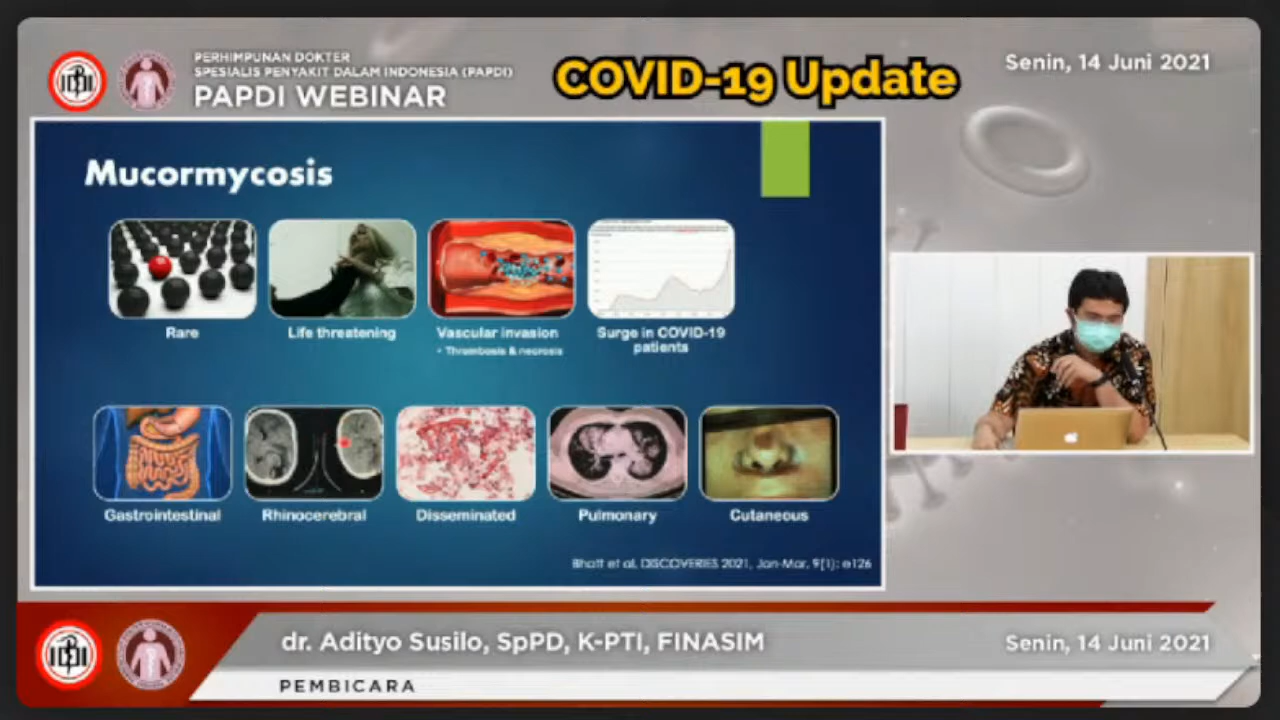 PERHIMPUNAN DOKTER
SPESIALIS PENYAKIT DALAM INDONESIA (PAPDI)
PAPDI WEBINAR
COVID-19 Update
Senin, 14 Juni 2021
Mucormycosis
Rare
Life threatening
Vascular invasion
• Thrombosis & necrosis
Surge in COVID-19
patients
Gastrointestinal
Rhinocerebral
Disseminated
Pulmonary
Cutaneous
Bhatt et al, DISCOVERIES 2021, Jan-Mar, 9(1): e126
dr. Adityo Susilo, SpPD, K-PTI, FINASIM
Senin, 14 Juni 2021
PEMBICARA